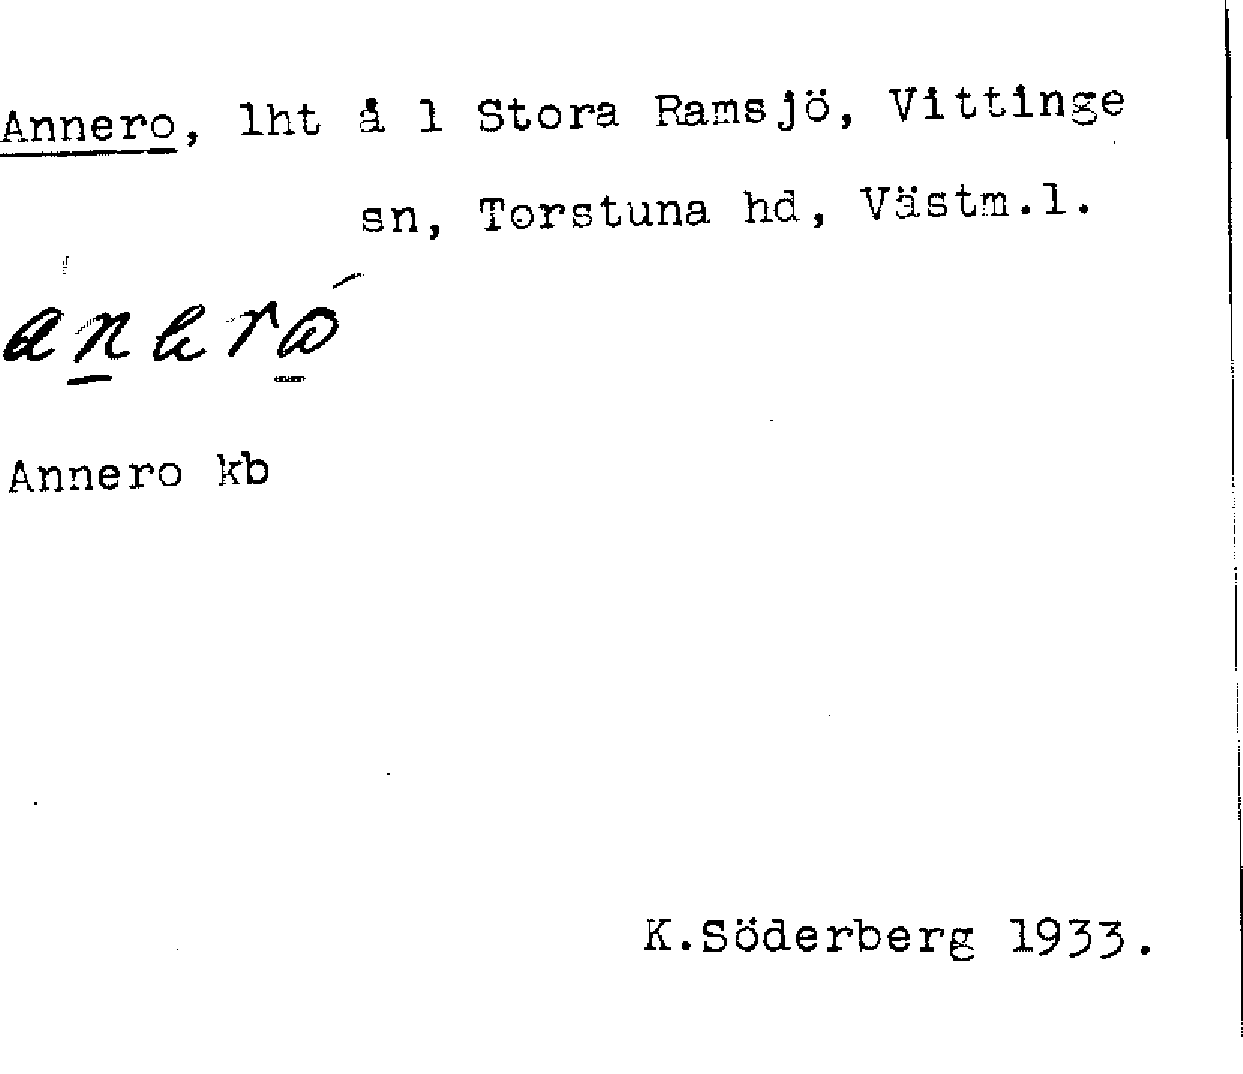 Annero, lht å 1 Stora Ramsjö, Vittinge
sn, Torstuna hd, Västm.l.
Annero kb
K.Söderberg 1933.